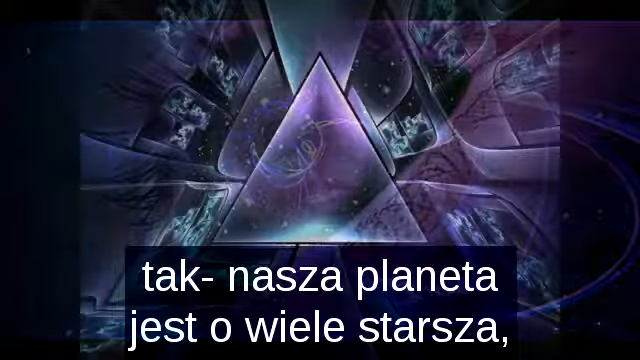 tak- nasza planeta
jest o wiele starsza,